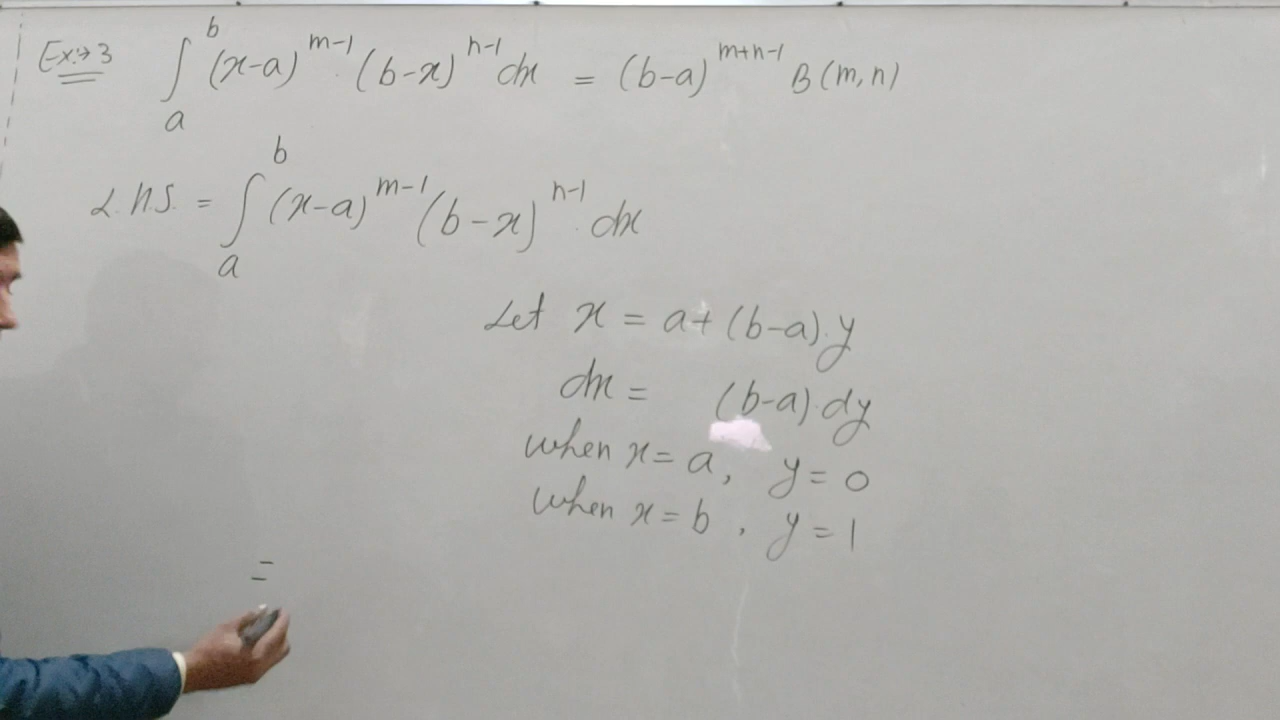 Ex:→3 ∫_a^b (x-a)^{m-1} · (b-x)^{n-1} dx = (b-a)^{m+n-1} B(m,n)
L.H.S. = ∫_a^b (x-a)^{m-1} (b-x)^{n-1} · dx
Let x = a+(b-a)·y
dx = (b-a)·dy
when x=a, y=0
when x=b, y=1
=